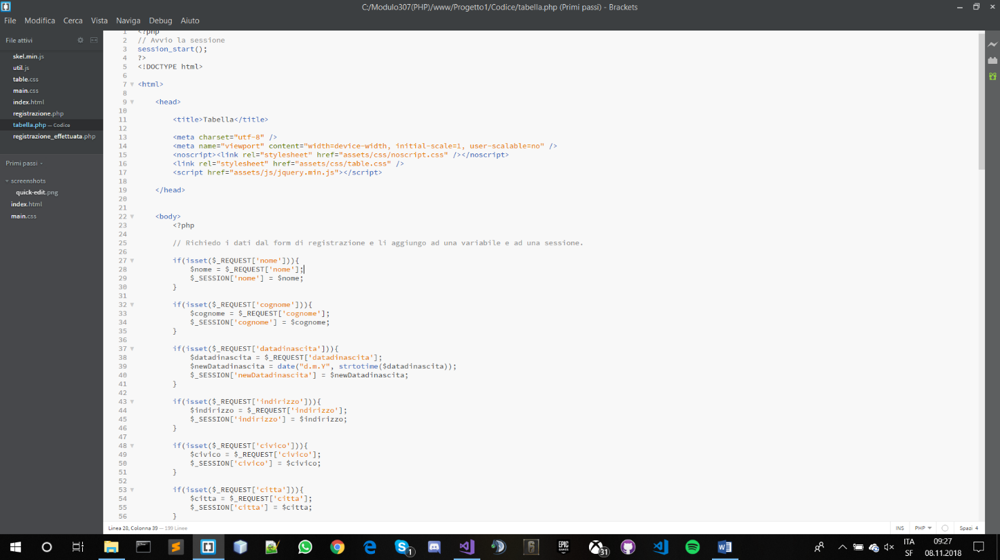 C:/Modulo307(PHP)/www/Progetto1/Codice/tabella.php (Primi passi) - Brackets
File Modifica Cerca Vista Naviga Debug Aiuto
File attivi
skel.min.js
util.js
table.css
main.css
index.html
registrazione.php
tabella.php — Codice
registrazione_effettuata.php
Primi passi
screenshots
quick-edit.png
index.html
main.css
1 <?php
2 // Avvio la sessione
3 session_start();
4 ?>
5 <!DOCTYPE html>
6
7 <html>
8
9 <head>
10
11 <title>Tabella</title>
12
13 <meta charset="utf-8" />
14 <meta name="viewport" content="width=device-width, initial-scale=1, user-scalable=no" />
15 <noscript><link rel="stylesheet" href="assets/css/noscript.css" /></noscript>
16 <link rel="stylesheet" href="assets/css/table.css" />
17 <script href="assets/js/jquery.min.js"></script>
18
19 </head>
20
21
22 <body>
23 <?php
24
25 // Richiedo i dati dal form di registrazione e li aggiungo ad una variabile e ad una sessione.
26
27 if(isset($_REQUEST['nome'])){
28 $nome = $_REQUEST['nome'];
29 $_SESSION['nome'] = $nome;
30 }
31
32 if(isset($_REQUEST['cognome'])){
33 $cognome = $_REQUEST['cognome'];
34 $_SESSION['cognome'] = $cognome;
35 }
36
37 if(isset($_REQUEST['datadinascita'])){
38 $datadinascita = $_REQUEST['datadinascita'];
39 $newDatadinascita = date("d.m.Y", strtotime($datadinascita));
40 $_SESSION['newDatadinascita'] = $newDatadinascita;
41 }
42
43 if(isset($_REQUEST['indirizzo'])){
44 $indirizzo = $_REQUEST['indirizzo'];
45 $_SESSION['indirizzo'] = $indirizzo;
46 }
47
48 if(isset($_REQUEST['civico'])){
49 $civico = $_REQUEST['civico'];
50 $_SESSION['civico'] = $civico;
51 }
52
53 if(isset($_REQUEST['citta'])){
54 $citta = $_REQUEST['citta'];
55 $_SESSION['citta'] = $citta;
56 }
Linea 28, Colonna 39 — 199 Linee
INS PHP Spazi 4
1
6
EPIC GAMES
31
ITA
SF
09:27
08.11.2018